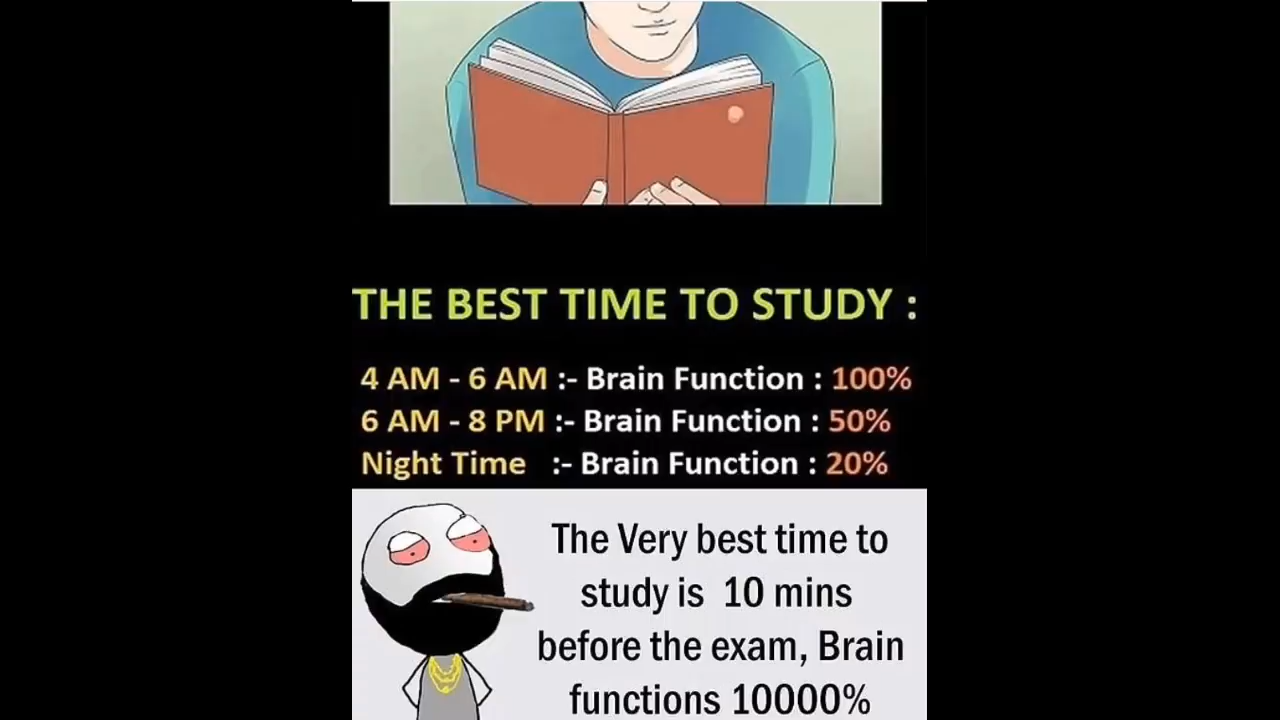 THE BEST TIME TO STUDY :
4 AM - 6 AM :- Brain Function : 100%
6 AM - 8 PM :- Brain Function : 50%
Night Time :- Brain Function : 20%
The Very best time to
study is 10 mins
before the exam, Brain
functions 10000%